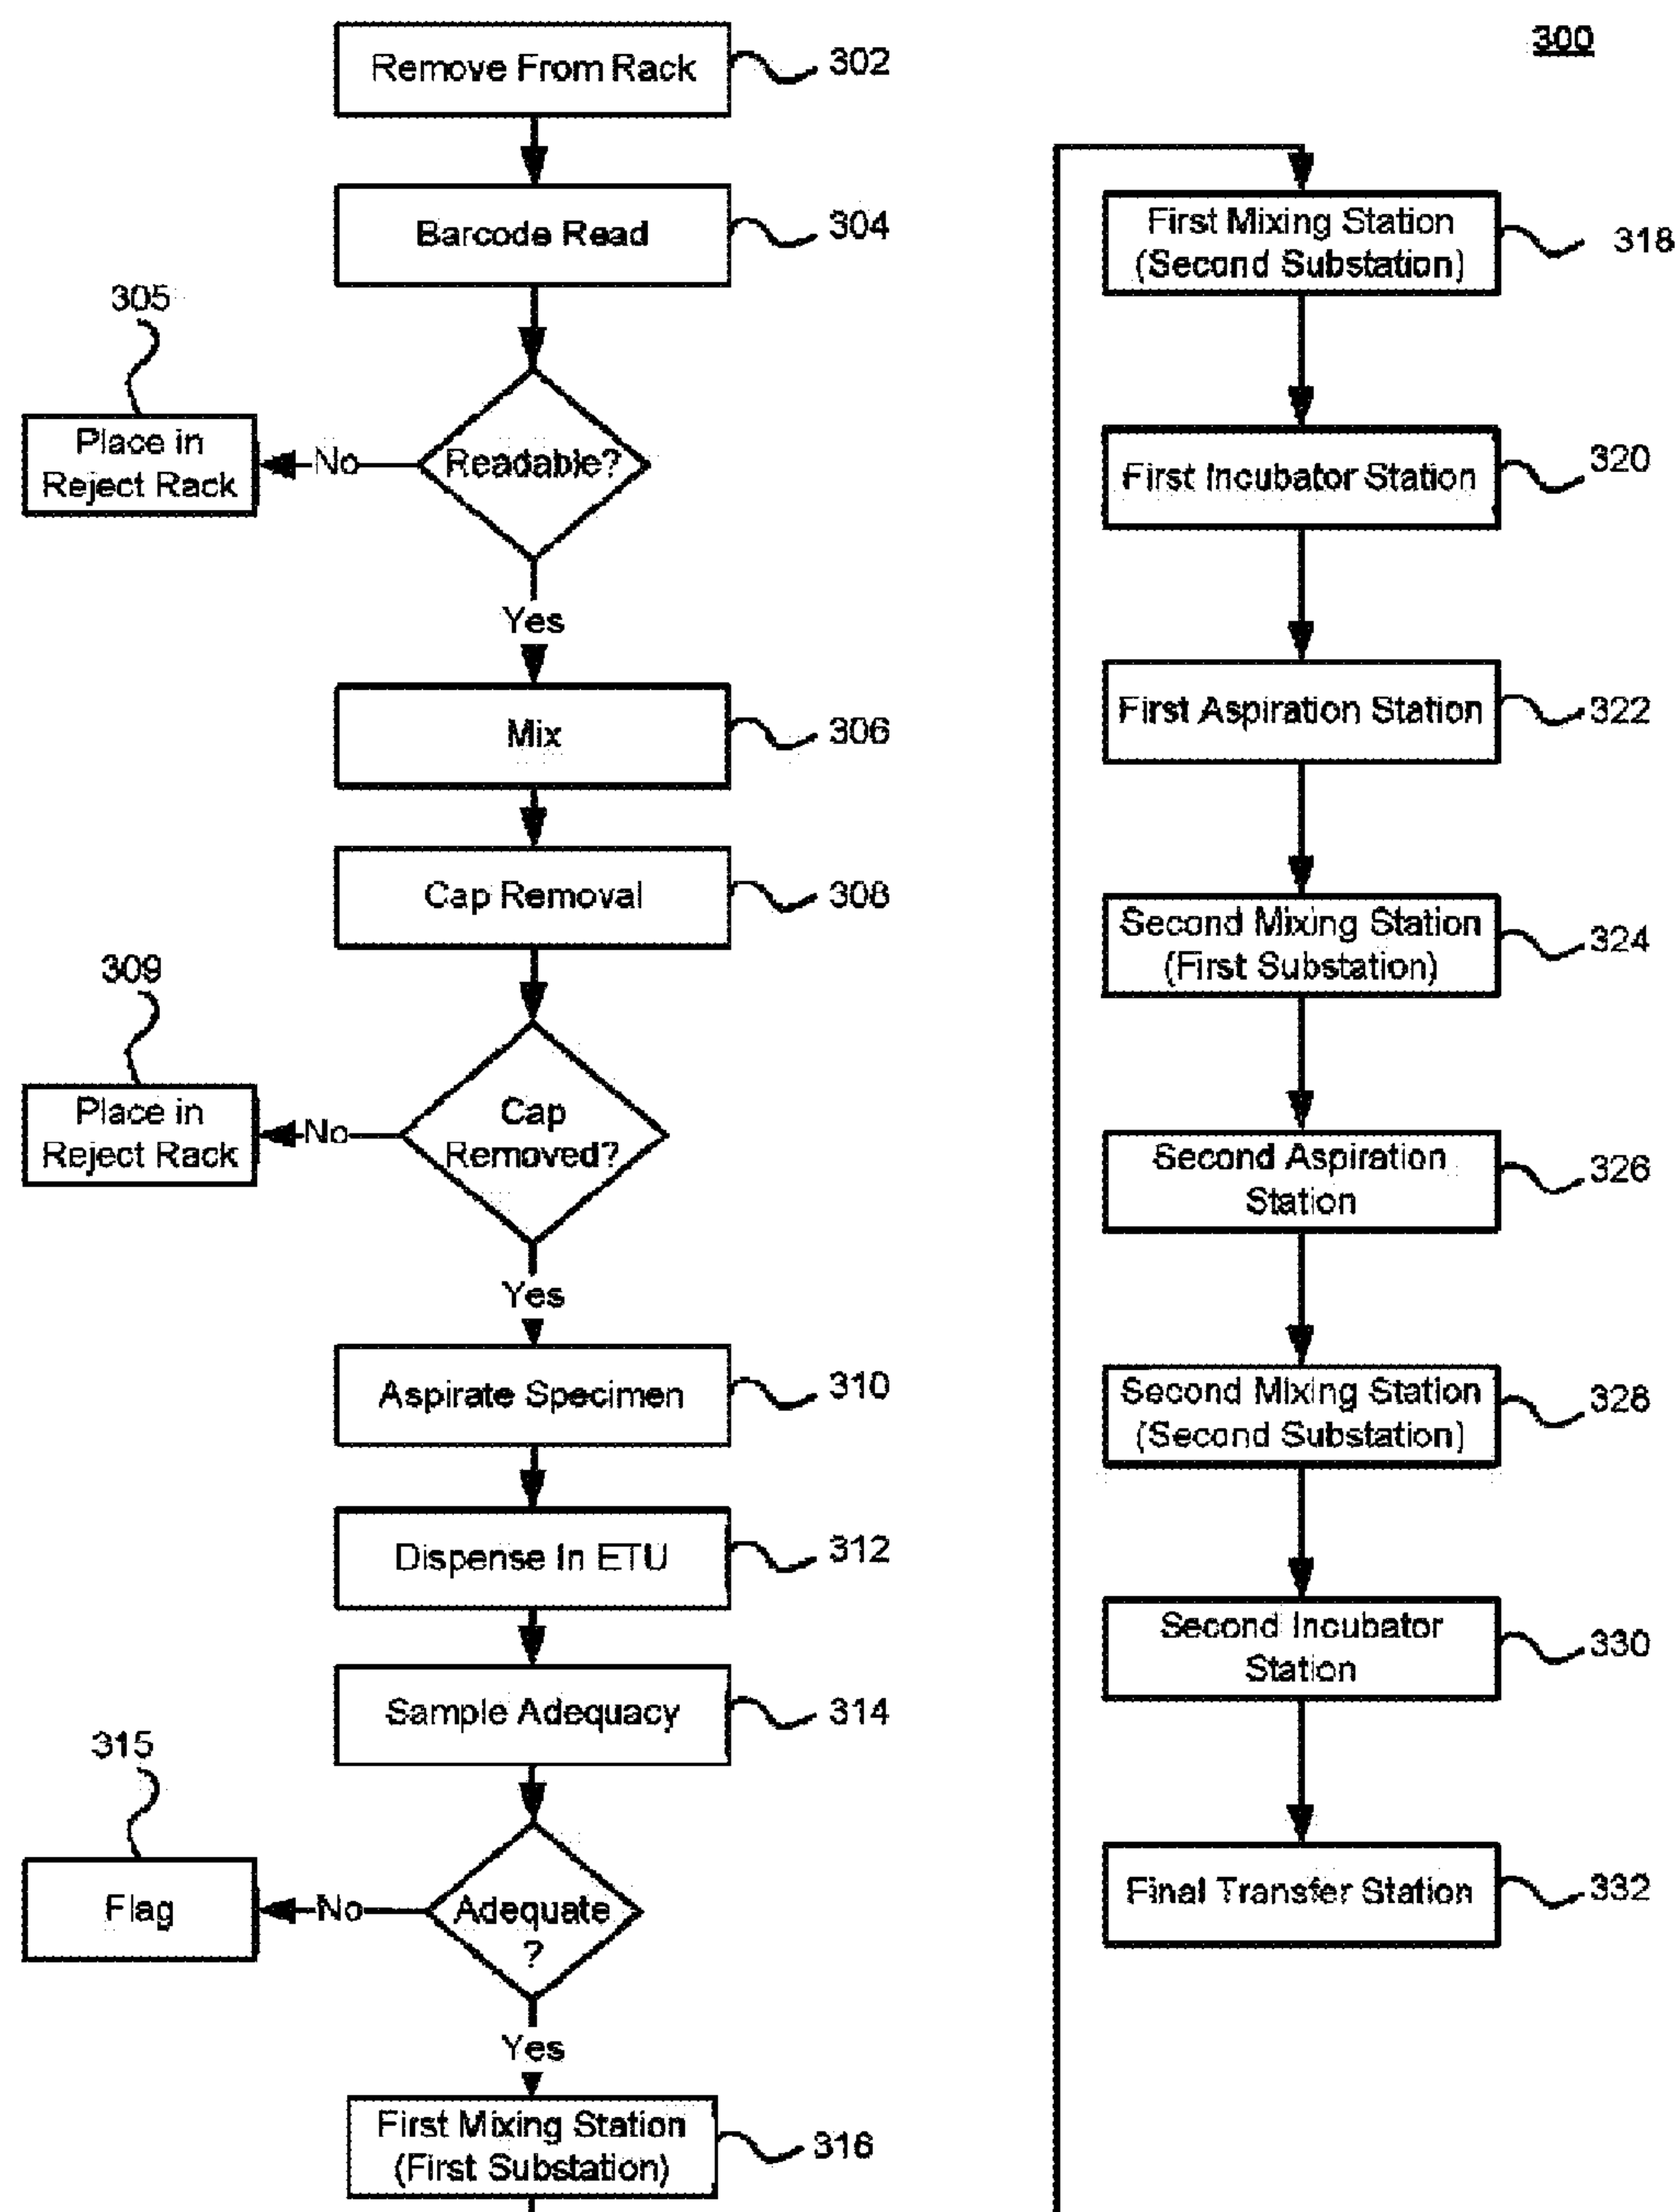 300
Remove From Rack
302
Barcode Read
304
305
Readable?
No
Place in
Reject Rack
Yes
Mix
306
Cap Removal
308
309
Cap
Removed?
No
Place in
Reject Rack
Yes
Aspirate Specimen
310
Dispense In ETU
312
Sample Adequacy
314
315
Adequate
?
No
Flag
Yes
First Mixing Station
(First Substation)
316
First Mixing Station
(Second Substation)
318
First Incubator Station
320
First Aspiration Station
322
Second Mixing Station
(First Substation)
324
Second Aspiration
Station
326
Second Mixing Station
(Second Substation)
328
Second Incubator
Station
330
Final Transfer Station
332